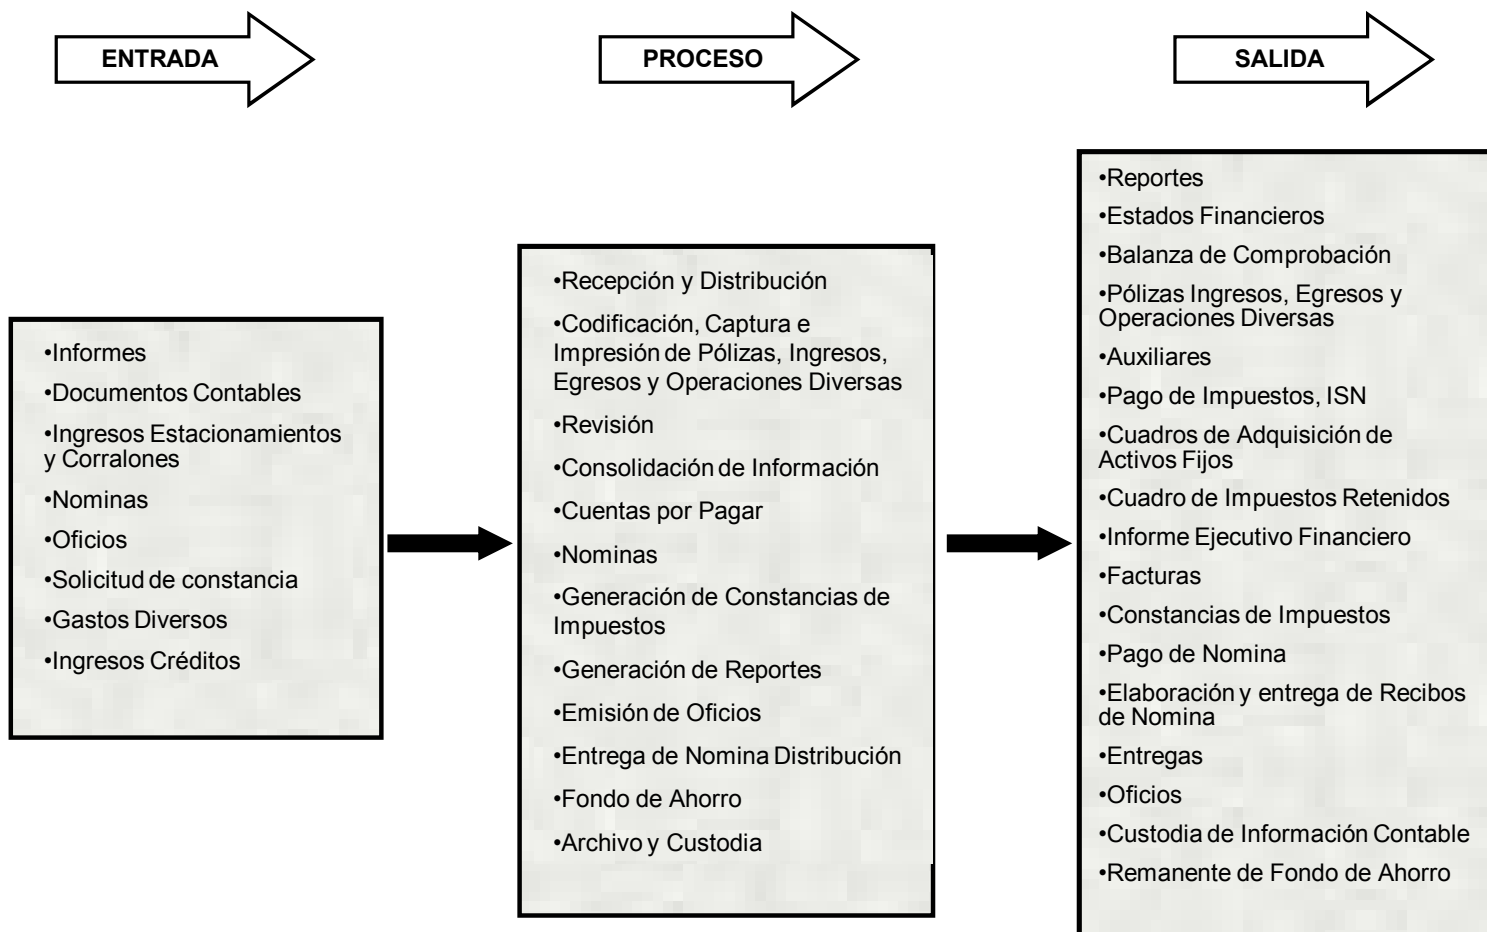 ENTRADA
PROCESO
SALIDA
•Informes
•Documentos Contables
•Ingresos Estacionamientos
y Corralones
•Nominas
•Oficios
•Solicitud de constancia
•Gastos Diversos
•Ingresos Créditos
•Recepción y Distribución
•Codificación, Captura e
Impresión de Pólizas, Ingresos,
Egresos y Operaciones Diversas
•Revisión
•Consolidación de Información
•Cuentas por Pagar
•Nominas
•Generación de Constancias de
Impuestos
•Generación de Reportes
•Emisión de Oficios
•Entrega de Nomina Distribución
•Fondo de Ahorro
•Archivo y Custodia
•Reportes
•Estados Financieros
•Balanza de Comprobación
•Pólizas Ingresos, Egresos y
Operaciones Diversas
•Auxiliares
•Pago de Impuestos, ISN
•Cuadros de Adquisición de
Activos Fijos
•Cuadro de Impuestos Retenidos
•Informe Ejecutivo Financiero
•Facturas
•Constancias de Impuestos
•Pago de Nomina
•Elaboración y entrega de Recibos
de Nomina
•Entregas
•Oficios
•Custodia de Información Contable
•Remanente de Fondo de Ahorro